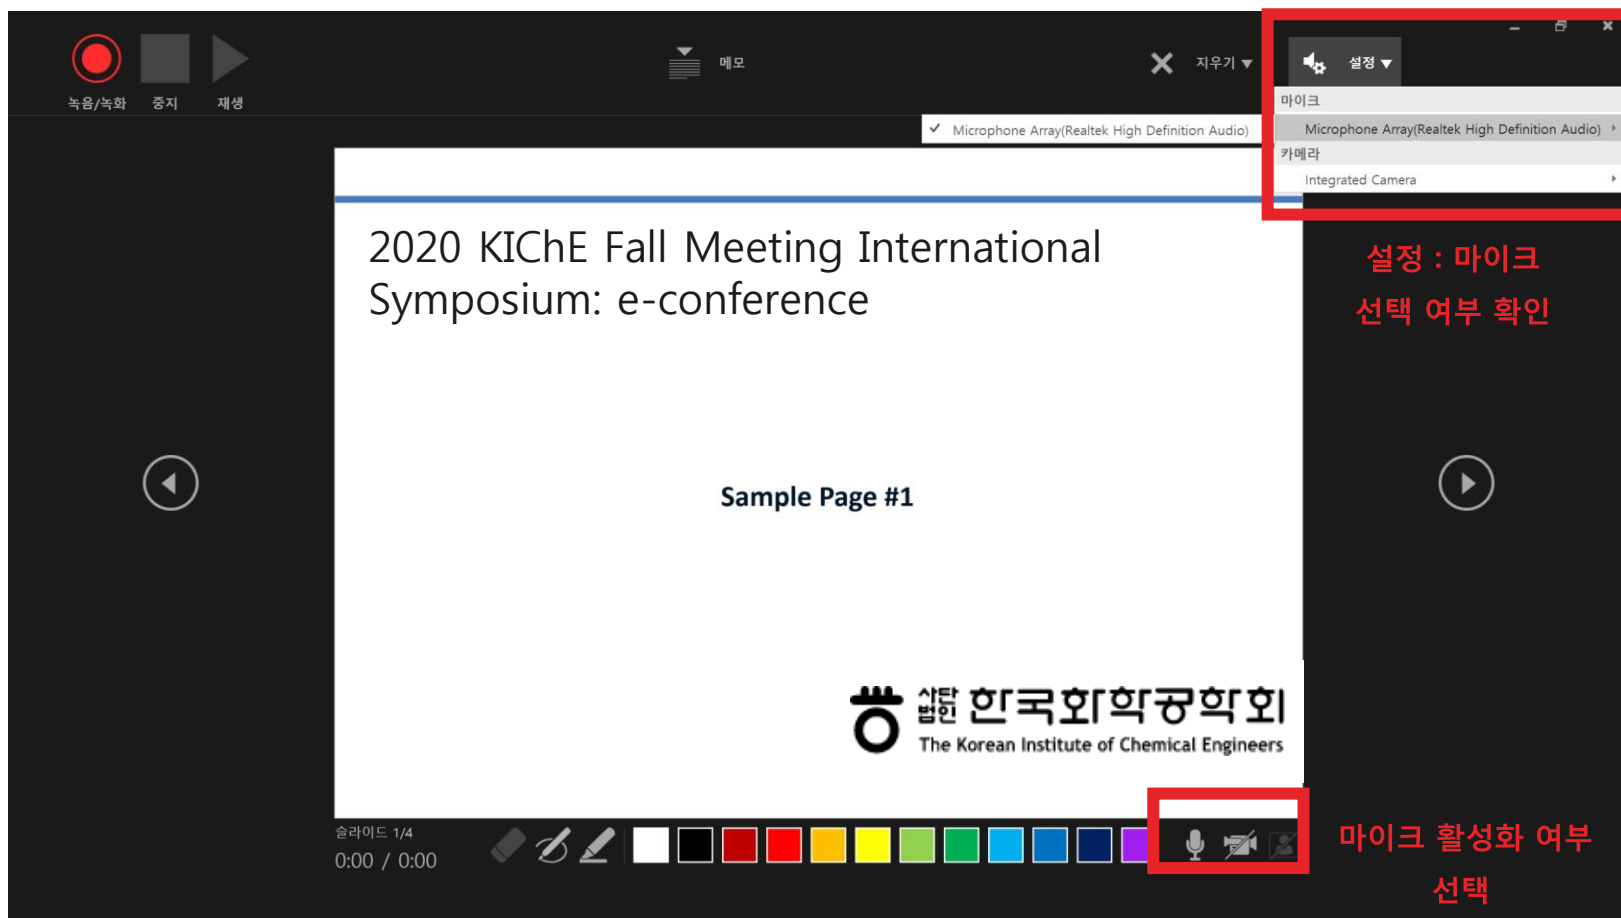 메모
지우기
설정
녹음/녹화
중지
재생
마이크
Microphone Array(Realtek High Definition Audio)
Microphone Array(Realtek High Definition Audio)
카메라
Integrated Camera
2020 KIChE Fall Meeting International
Symposium: e-conference
설정 : 마이크
선택 여부 확인
Sample Page #1
사단법인 한국화학공학회
The Korean Institute of Chemical Engineers
슬라이드 1/4
0:00 / 0:00
마이크 활성화 여부
선택